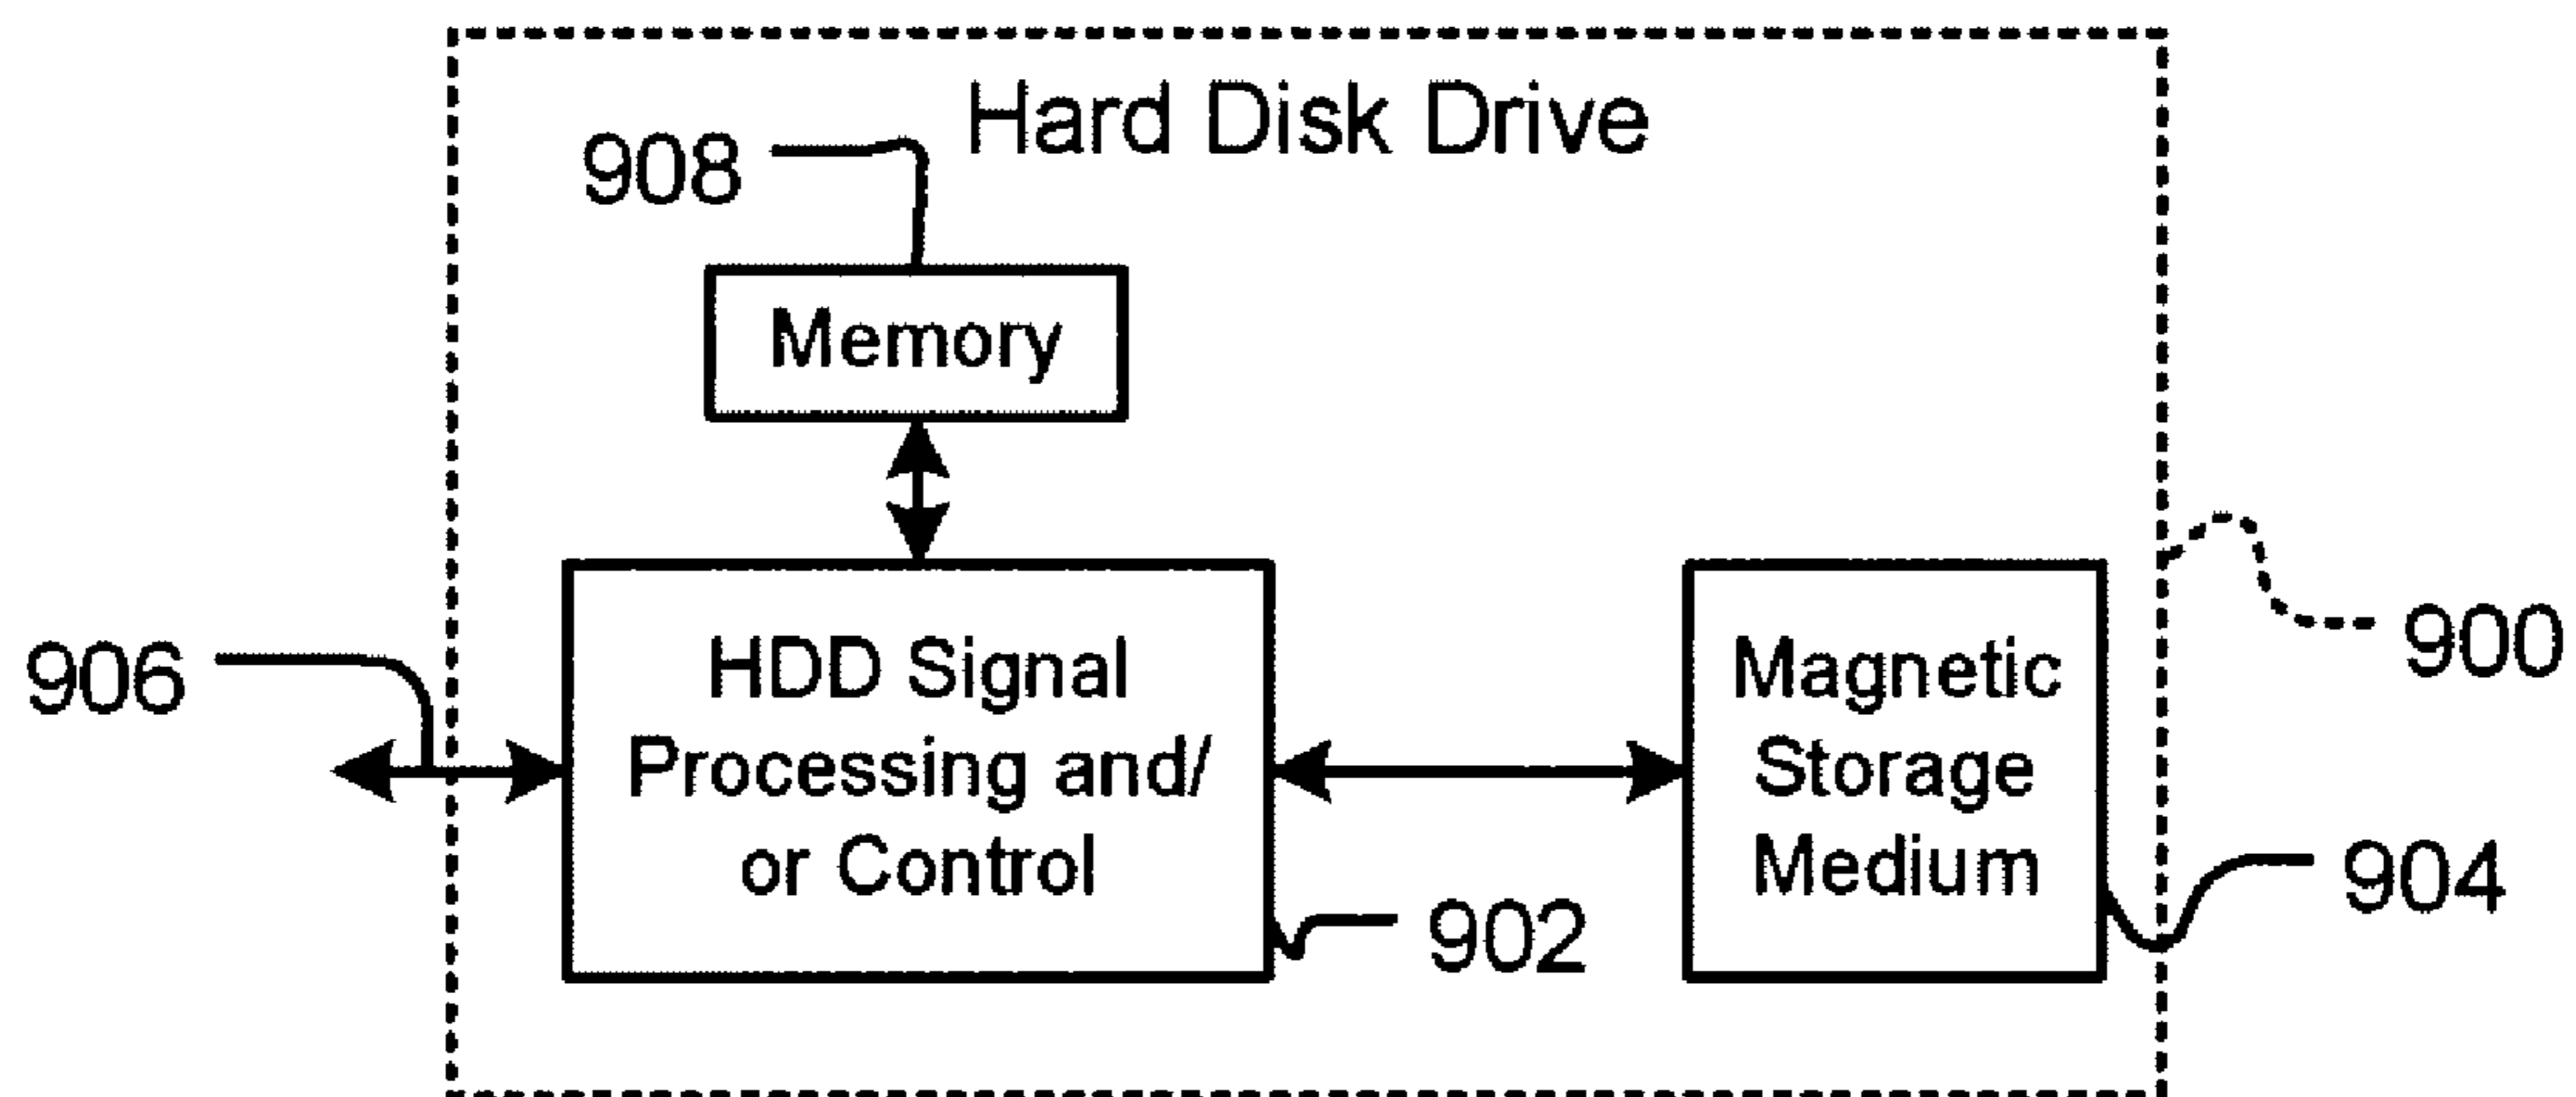 Hard Disk Drive
908
Memory
906
HDD Signal
Processing and/
or Control
902
Magnetic
Storage
Medium
900
904